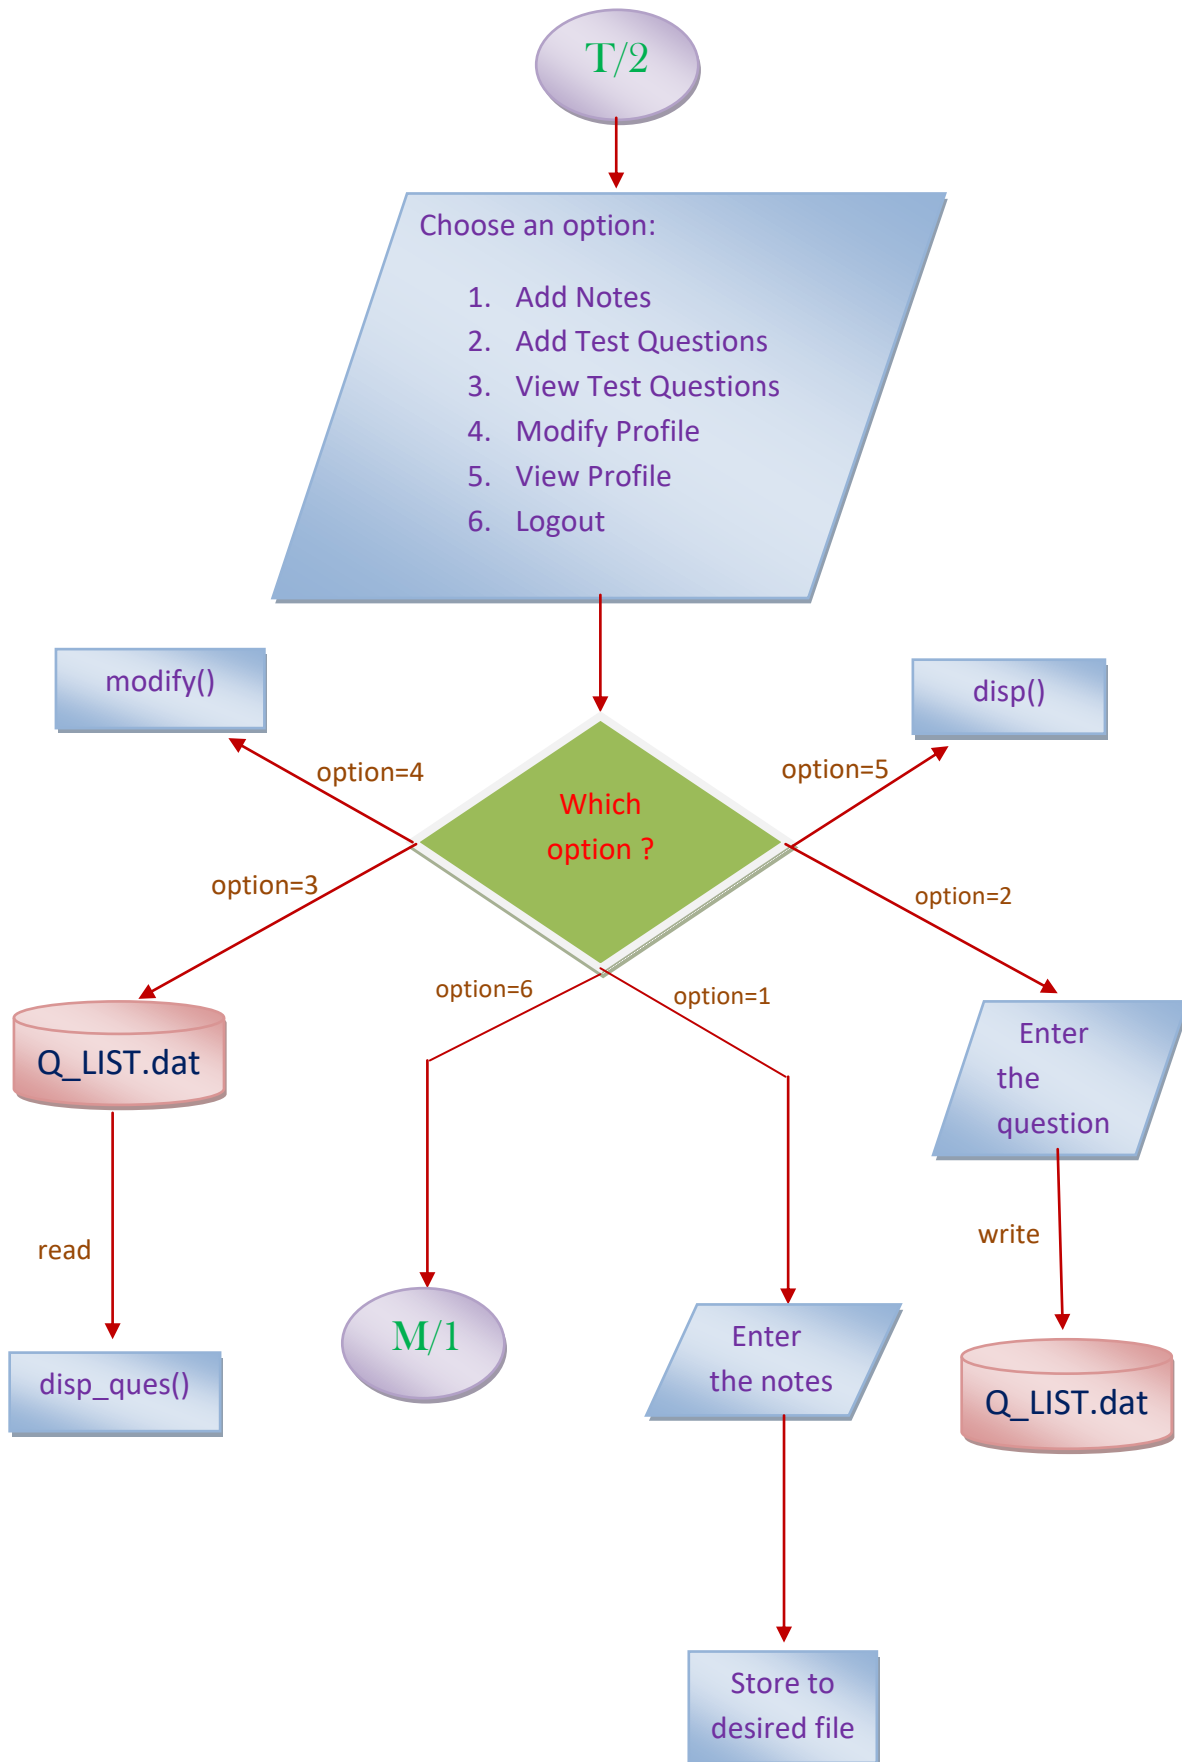 T/2
Choose an option:
1. Add Notes
2. Add Test Questions
3. View Test Questions
4. Modify Profile
5. View Profile
6. Logout
modify()
disp()
option=4
option=5
Which
option ?
option=3
option=2
option=6
option=1
Q_LIST.dat
Enter
the
question
read
write
M/1
Enter
the notes
disp_ques()
Q_LIST.dat
Store to
desired file